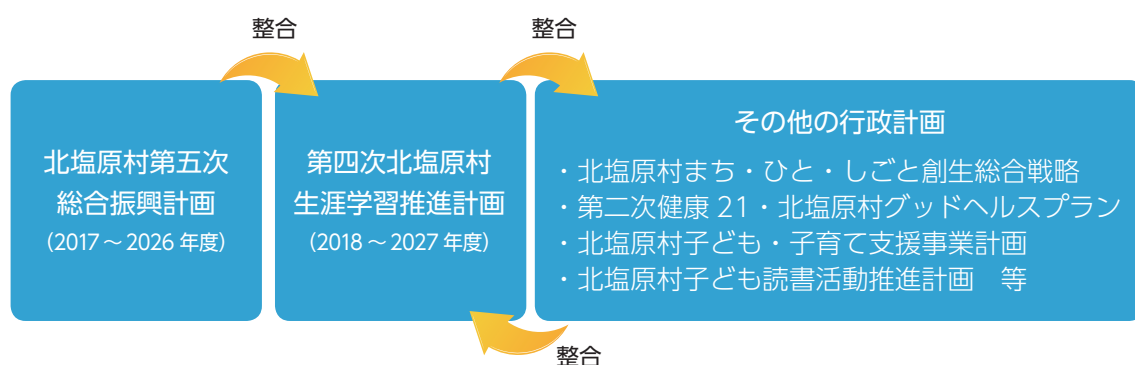 整合
整合
北塩原村第五次
総合振興計画
(2017～2026 年度)
第四次北塩原村
生涯学習推進計画
(2018 ～ 2027 年度)
その他の行政計画
・北塩原村まち・ひと・しごと創生総合戦略
・第二次健康 21・北塩原村グッドヘルスプラン
・北塩原村子ども・子育て支援事業計画
・北塩原村子ども読書活動推進計画　等
整合